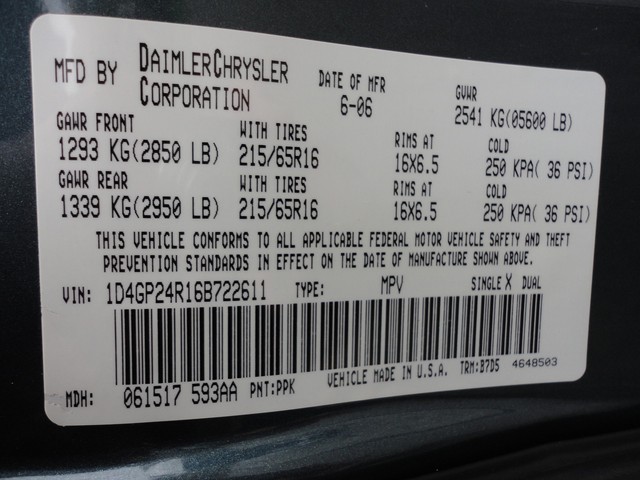 MFD BY DAIMLERCHRYSLER CORPORATION DATE OF MFR 6-06 GVWR 2541 KG(05600 LB)
GAWR FRONT WITH TIRES RIMS AT COLD
1293 KG(2850 LB) 215/65R16 16X6.5 250 KPA( 36 PSI)
GAWR REAR WITH TIRES RIMS AT COLD
1339 KG(2950 LB) 215/65R16 16X6.5 250 KPA( 36 PSI)
THIS VEHICLE CONFORMS TO ALL APPLICABLE FEDERAL MOTOR VEHICLE SAFETY AND THEFT
PREVENTION STANDARDS IN EFFECT ON THE DATE OF MANUFACTURE SHOWN ABOVE.
VIN: 1D4GP24R16B722611 TYPE: MPV SINGLE X DUAL
MDH: 061517 593AA PNT:PPK VEHICLE MADE IN U.S.A. TRM:B7D5 4648503